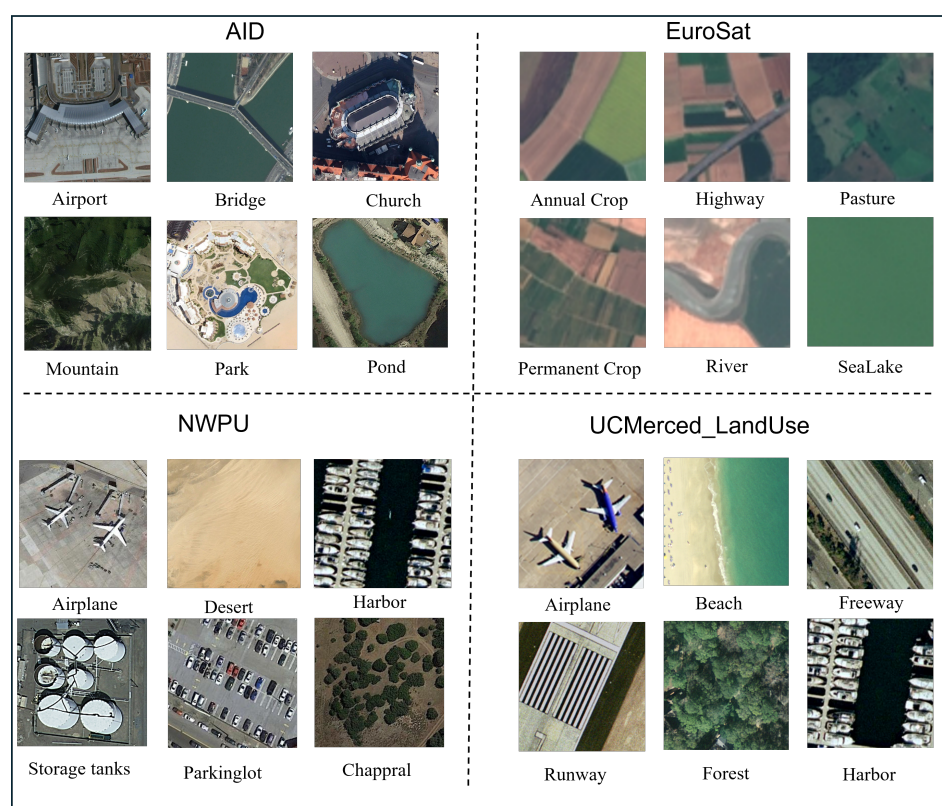 AID
Airport
Bridge
Church
Mountain
Park
Pond
EuroSat
Annual Crop
Highway
Pasture
Permanent Crop
River
SeaLake
NWPU
Airplane
Desert
Harbor
Storage tanks
Parkinglot
Chappral
UCMerced_LandUse
Airplane
Beach
Freeway
Runway
Forest
Harbor